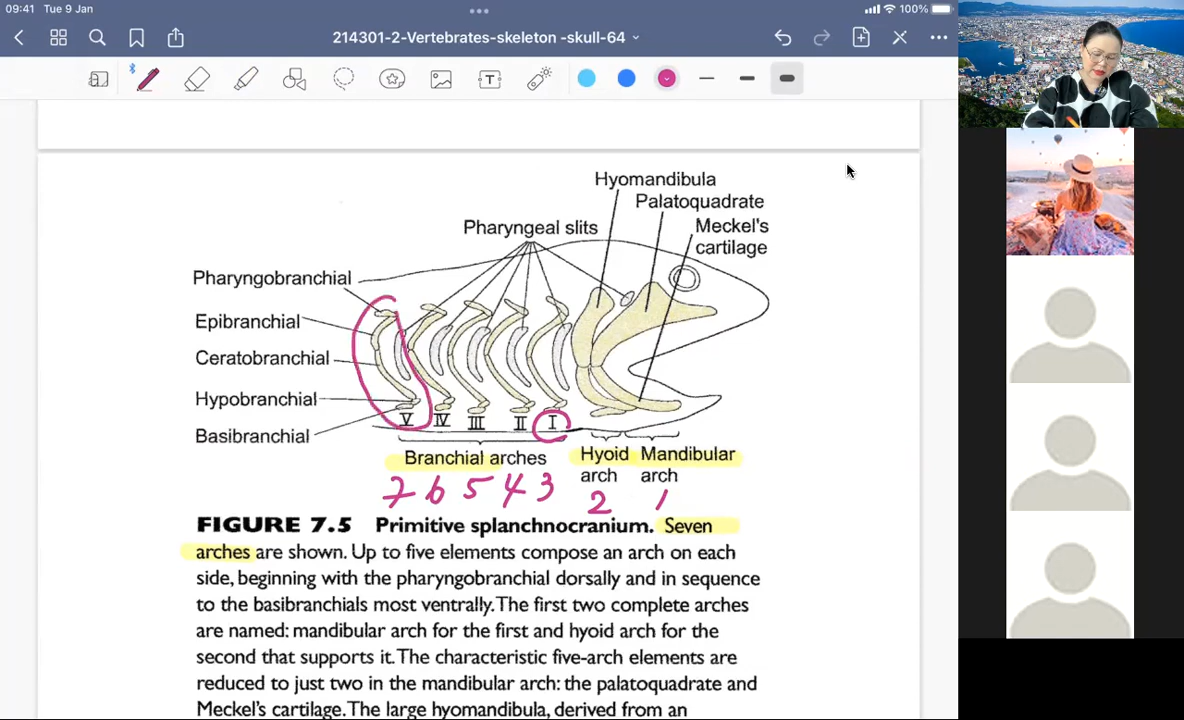 09:41 Tue 9 Jan
100%
214301-2-Vertebrates-skeleton -skull-64
T
Hyomandibula
Palatoquadrate
Pharyngeal slits
Meckel's
cartilage
Pharyngobranchial
Epibranchial
Ceratobranchial
Hypobranchial
Basibranchial
V IV III II I
Branchial arches
Hyoid
arch
Mandibular
arch
7 6 5 4 3 2 1
FIGURE 7.5 Primitive splanchnocranium. Seven
arches are shown. Up to five elements compose an arch on each
side, beginning with the pharyngobranchial dorsally and in sequence
to the basibranchials most ventrally. The first two complete arches
are named: mandibular arch for the first and hyoid arch for the
second that supports it. The characteristic five-arch elements are
reduced to just two in the mandibular arch: the palatoquadrate and
Meckel's cartilage. The large hyomandibula, derived from an